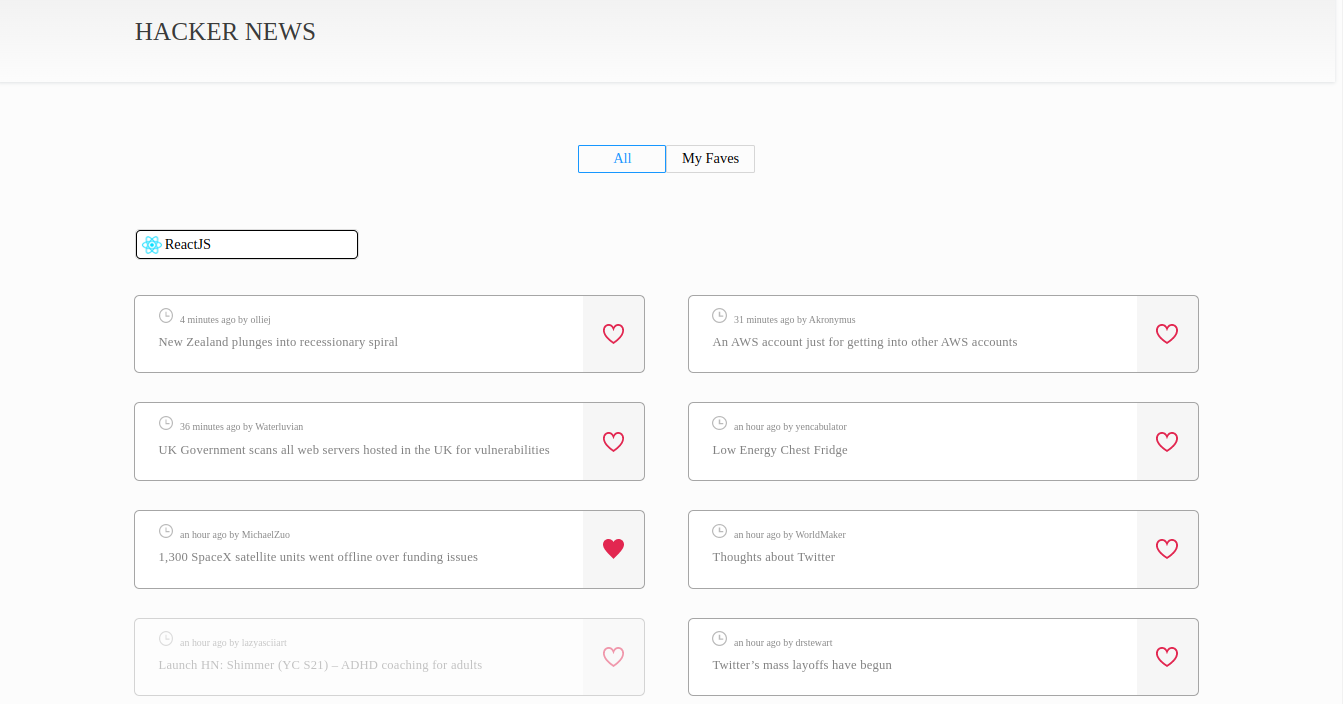 HACKER NEWS
All
My Faves
ReactJS
4 minutes ago by olliej
New Zealand plunges into recessionary spiral
31 minutes ago by Akronymus
An AWS account just for getting into other AWS accounts
36 minutes ago by Waterluvian
UK Government scans all web servers hosted in the UK for vulnerabilities
an hour ago by yencabulator
Low Energy Chest Fridge
an hour ago by MichaelZuo
1,300 SpaceX satellite units went offline over funding issues
an hour ago by WorldMaker
Thoughts about Twitter
an hour ago by lazyasciiart
Launch HN: Shimmer (YC S21) – ADHD coaching for adults
an hour ago by drstewart
Twitter’s mass layoffs have begun